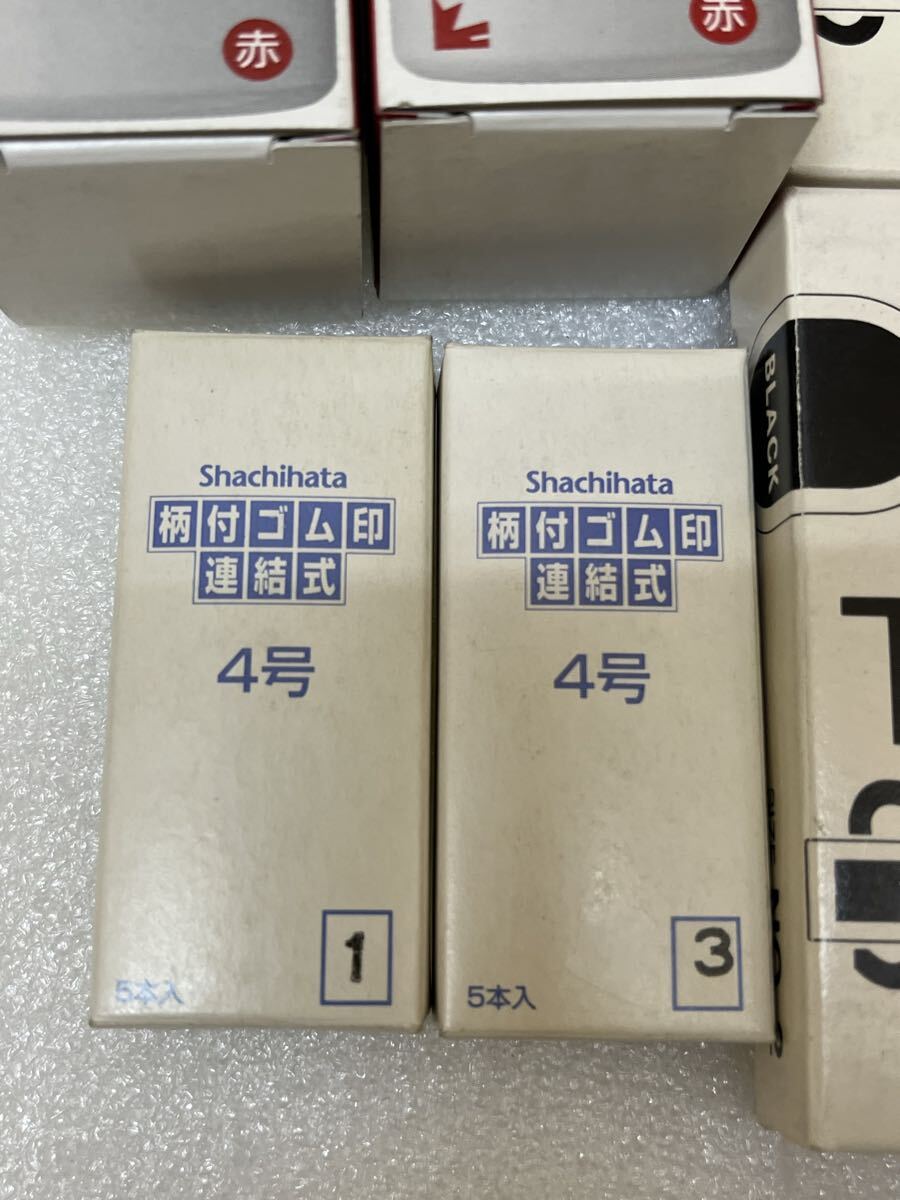 赤
赤
Shachihata
柄付ゴム印
連結式
4号
5本入
1
Shachihata
柄付ゴム印
連結式
4号
5本入
3
BLACK